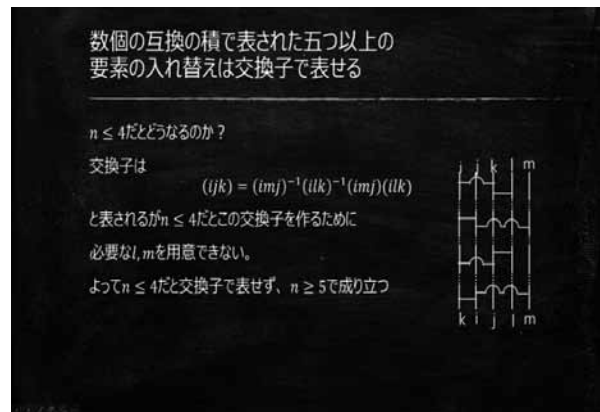 数個の互換の積で表された五つ以上の
要素の入れ替えは交換子で表せる
n ≤ 4だとどうなるのか？
交換子は
(ijk) = (imj)⁻¹(ilk)⁻¹(imj)(ilk)
と表されるがn ≤ 4だとこの交換子を作るために
必要なl, mを用意できない。
よってn ≤ 4だと交換子で表せず、n ≥ 5で成り立つ
i j k l m
k i j l m